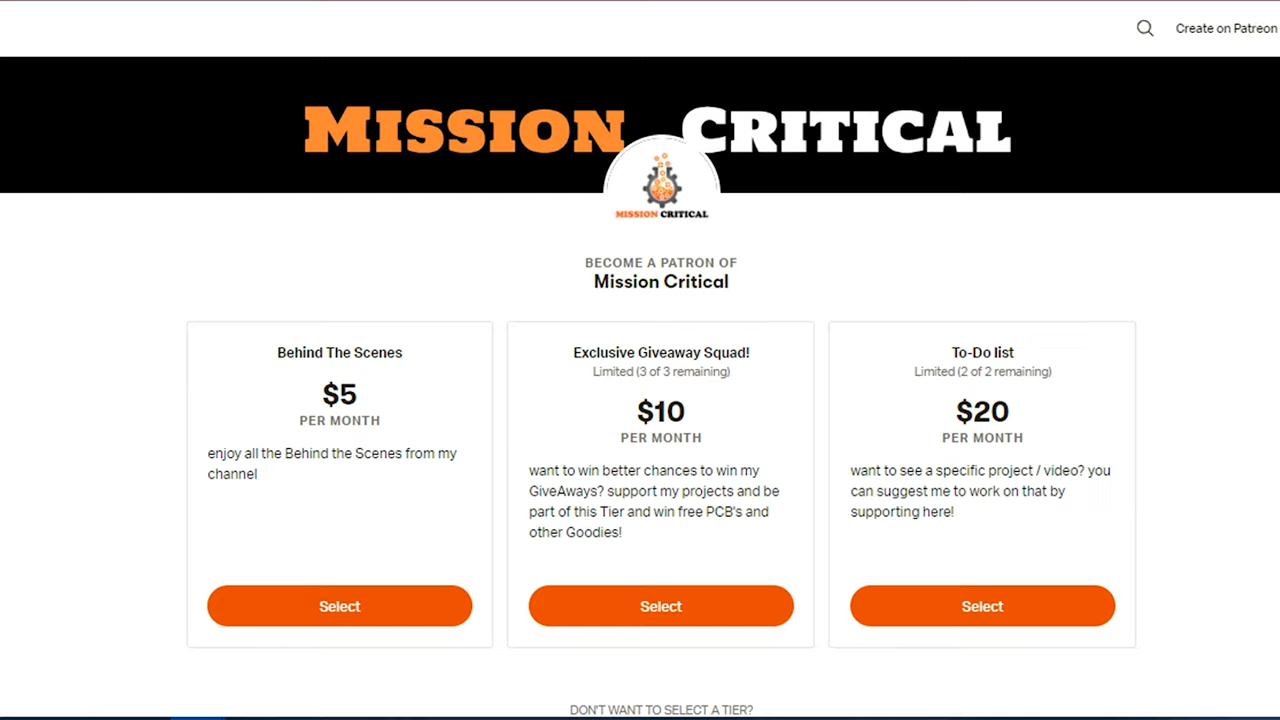 Create on Patreon
MISSION CRITICAL
MISSION CRITICAL
BECOME A PATRON OF
Mission Critical
Behind The Scenes
$5
PER MONTH
enjoy all the Behind the Scenes from my
channel
Select
Exclusive Giveaway Squad!
Limited (3 of 3 remaining)
$10
PER MONTH
want to win better chances to win my
GiveAways? support my projects and be
part of this Tier and win free PCB's and
other Goodies!
Select
To-Do list
Limited (2 of 2 remaining)
$20
PER MONTH
want to see a specific project / video? you
can suggest me to work on that by
supporting here!
Select
DON'T WANT TO SELECT A TIER?